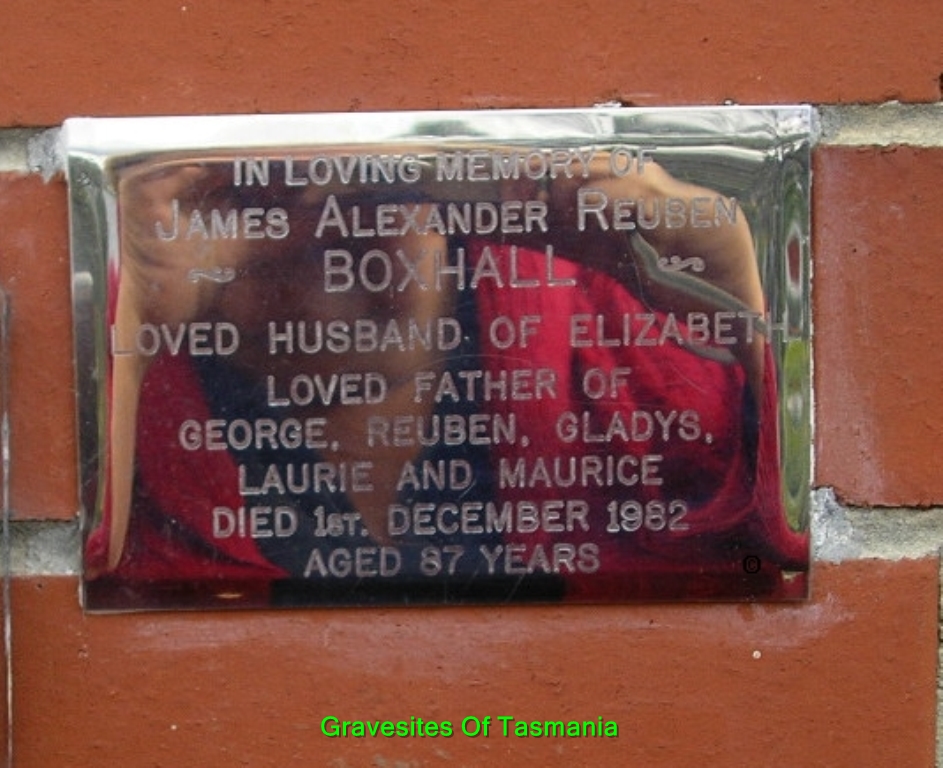 IN LOVING MEMORY OF
JAMES ALEXANDER REUBEN
BOXHALL
LOVED HUSBAND OF ELIZABETH
LOVED FATHER OF
GEORGE, REUBEN, GLADYS,
LAURIE AND MAURICE
DIED 1ST. DECEMBER 1982
AGED 87 YEARS
©
Gravesites Of Tasmania